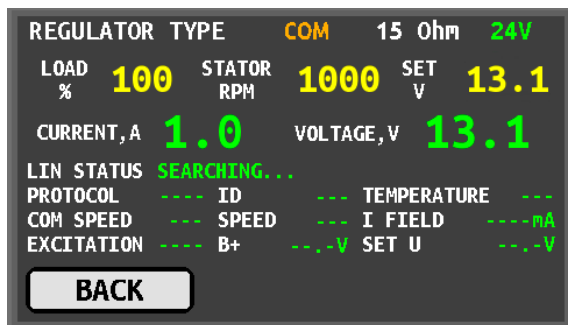 REGULATOR TYPE COM 15 Ohm 24V
LOAD % 100 STATOR RPM 1000 SET V 13.1
CURRENT,A 1.0 VOLTAGE,V 13.1
LIN STATUS SEARCHING...
PROTOCOL ---- ID --- TEMPERATURE ---
COM SPEED --- SPEED --- I FIELD ----mA
EXCITATION ---- B+ --.-V SET U --.-V
BACK